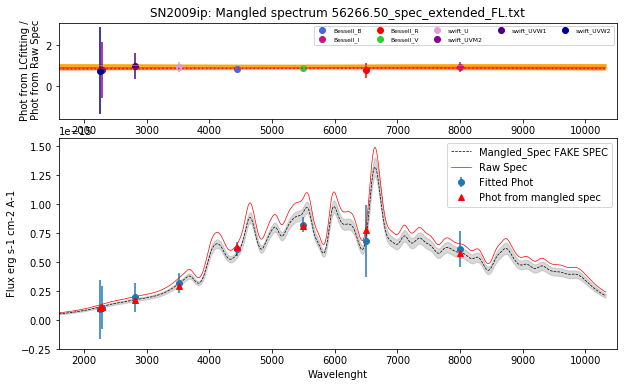 SN2009ip: Mangled spectrum 56266.50_spec_extended_FL.txt
Phot from LCfitting /
Phot from Raw Spec
Bessell_B Bessell_R swift_U swift_UVW1 swift_UVW2
Bessell_I Bessell_V swift_UVM2
2
0
2000 3000 4000 5000 6000 7000 8000 9000 10000
1e−15
Flux erg s-1 cm-2 A-1
Mangled_Spec FAKE SPEC
Raw Spec
Fitted Phot
Phot from mangled spec
1.50
1.25
1.00
0.75
0.50
0.25
0.00
−0.25
2000 3000 4000 5000 6000 7000 8000 9000 10000
Wavelenght